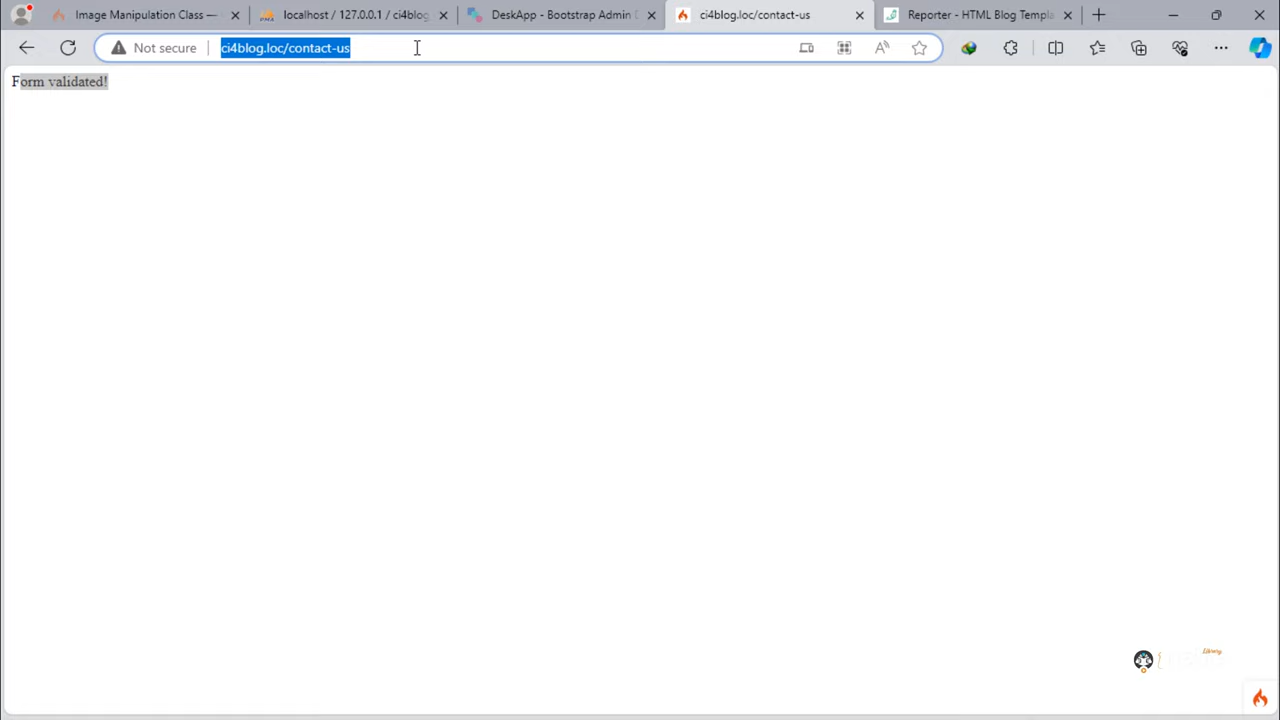 Image Manipulation Class —
localhost / 127.0.0.1 / ci4blog
DeskApp - Bootstrap Admin
ci4blog.loc/contact-us
Reporter - HTML Blog Templa
Not secure
ci4blog.loc/contact-us
Form validated!
Library